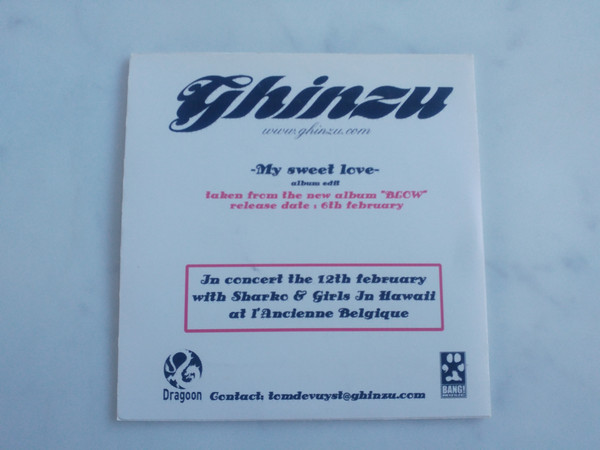 Ghinzu
www.ghinzu.com
-My sweet love-
album edit
taken from the new album "BLOW"
release date : 6th february
In concert the 12th february
with Sharko & Girls In Hawaii
at l'Ancienne Belgique
Dragoon
Contact: tomdevuyst@ghinzu.com
BANG!